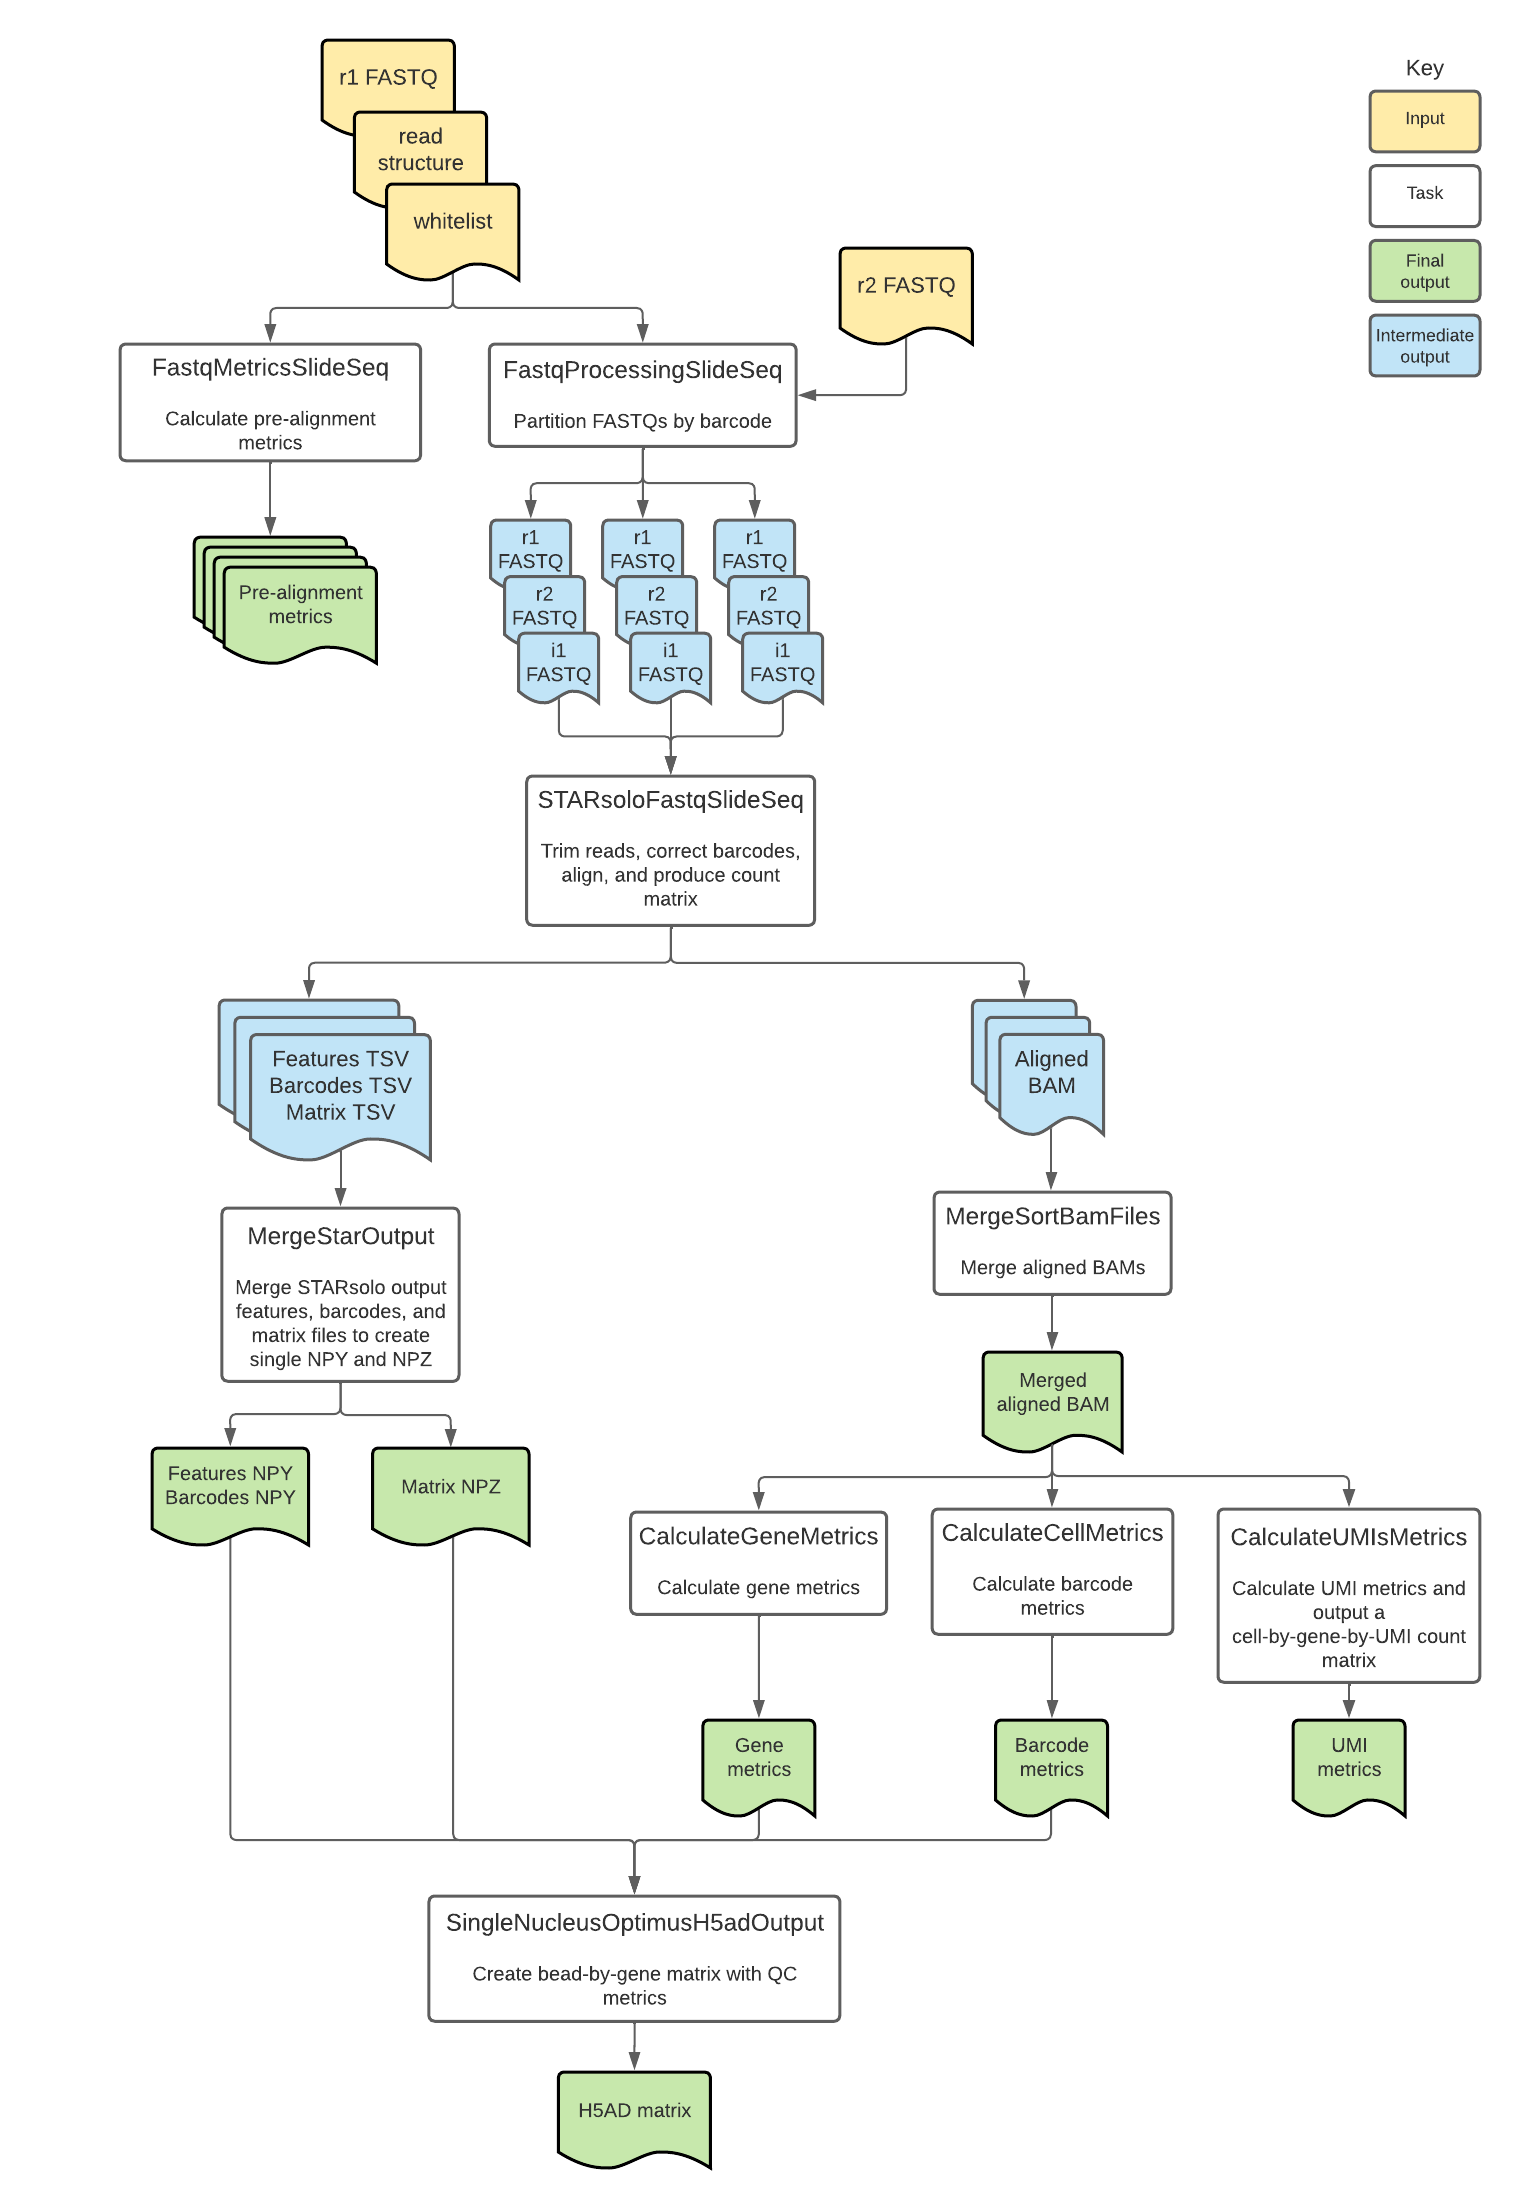 r1 FASTQ
read
structure
whitelist
r2 FASTQ
Key
Input
Task
Final
output
Intermediate
output
FastqMetricsSlideSeq
Calculate pre-alignment
metrics
FastqProcessingSlideSeq
Partition FASTQs by barcode
Pre-alignment
metrics
r1
FASTQ
r2
FASTQ
i1
FASTQ
r1
FASTQ
r2
FASTQ
i1
FASTQ
r1
FASTQ
r2
FASTQ
i1
FASTQ
STARsoloFastqSlideSeq
Trim reads, correct barcodes,
align, and produce count
matrix
Features TSV
Barcodes TSV
Matrix TSV
Aligned
BAM
MergeStarOutput
Merge STARsolo output
features, barcodes, and
matrix files to create
single NPY and NPZ
MergeSortBamFiles
Merge aligned BAMs
Merged
aligned BAM
Features NPY
Barcodes NPY
Matrix NPZ
CalculateGeneMetrics
Calculate gene metrics
CalculateCellMetrics
Calculate barcode
metrics
CalculateUMIsMetrics
Calculate UMI metrics and
output a
cell-by-gene-by-UMI count
matrix
Gene
metrics
Barcode
metrics
UMI
metrics
SingleNucleusOptimusH5adOutput
Create bead-by-gene matrix with QC
metrics
H5AD matrix